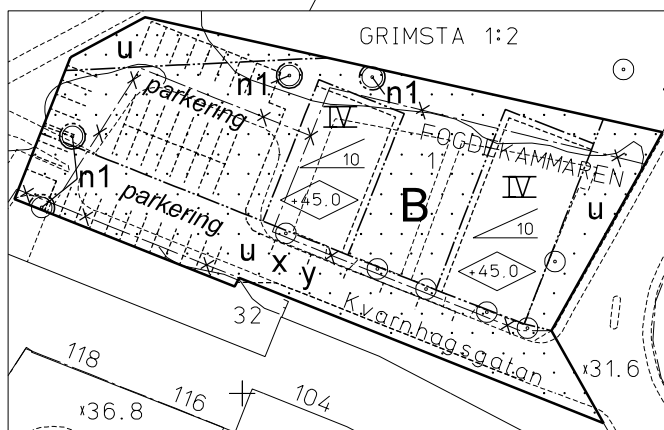 GRIMSTA 1:2
u
n1
n1
parkering
IV
10
+45.0
FOGDEKAMMAREN
1
B
IV
10
+45.0
u
n1
parkering
u x y
Kvarnhagsgatan
32
118
116
104
x36.8
x31.6